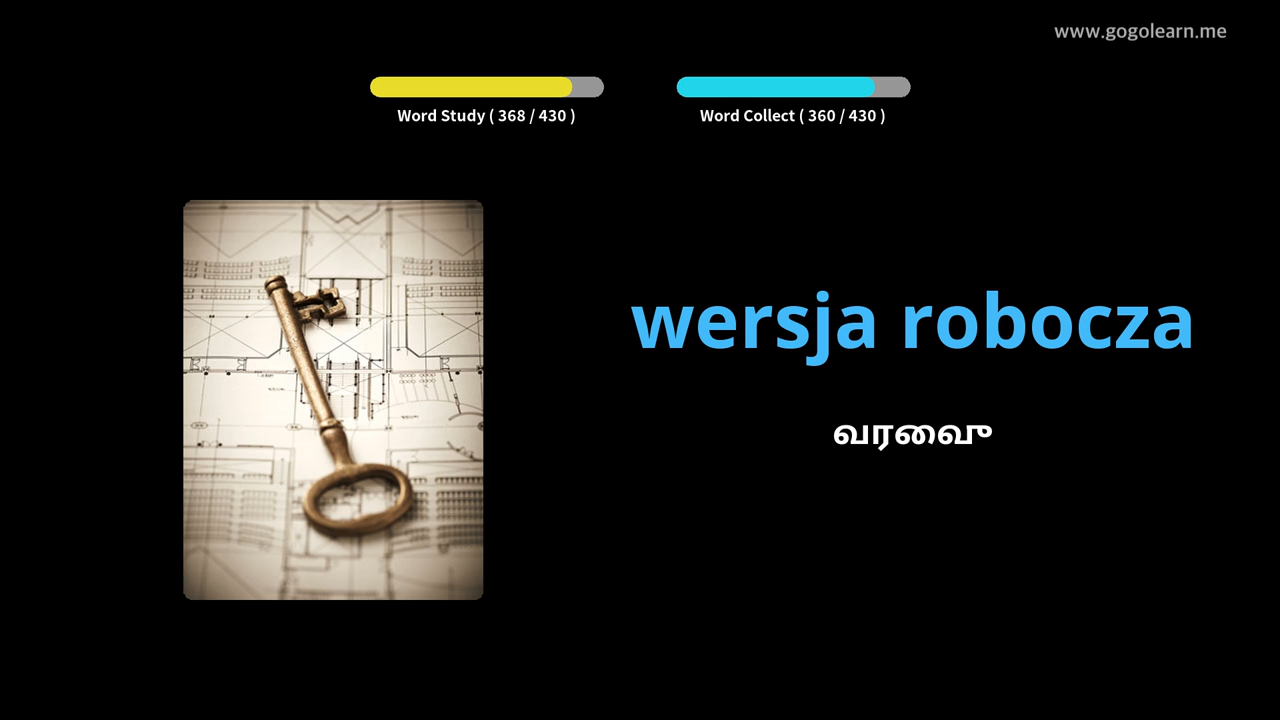 www.gogolearn.me
Word Study ( 368 / 430 )
Word Collect ( 360 / 430 )
wersja robocza
வரைவு